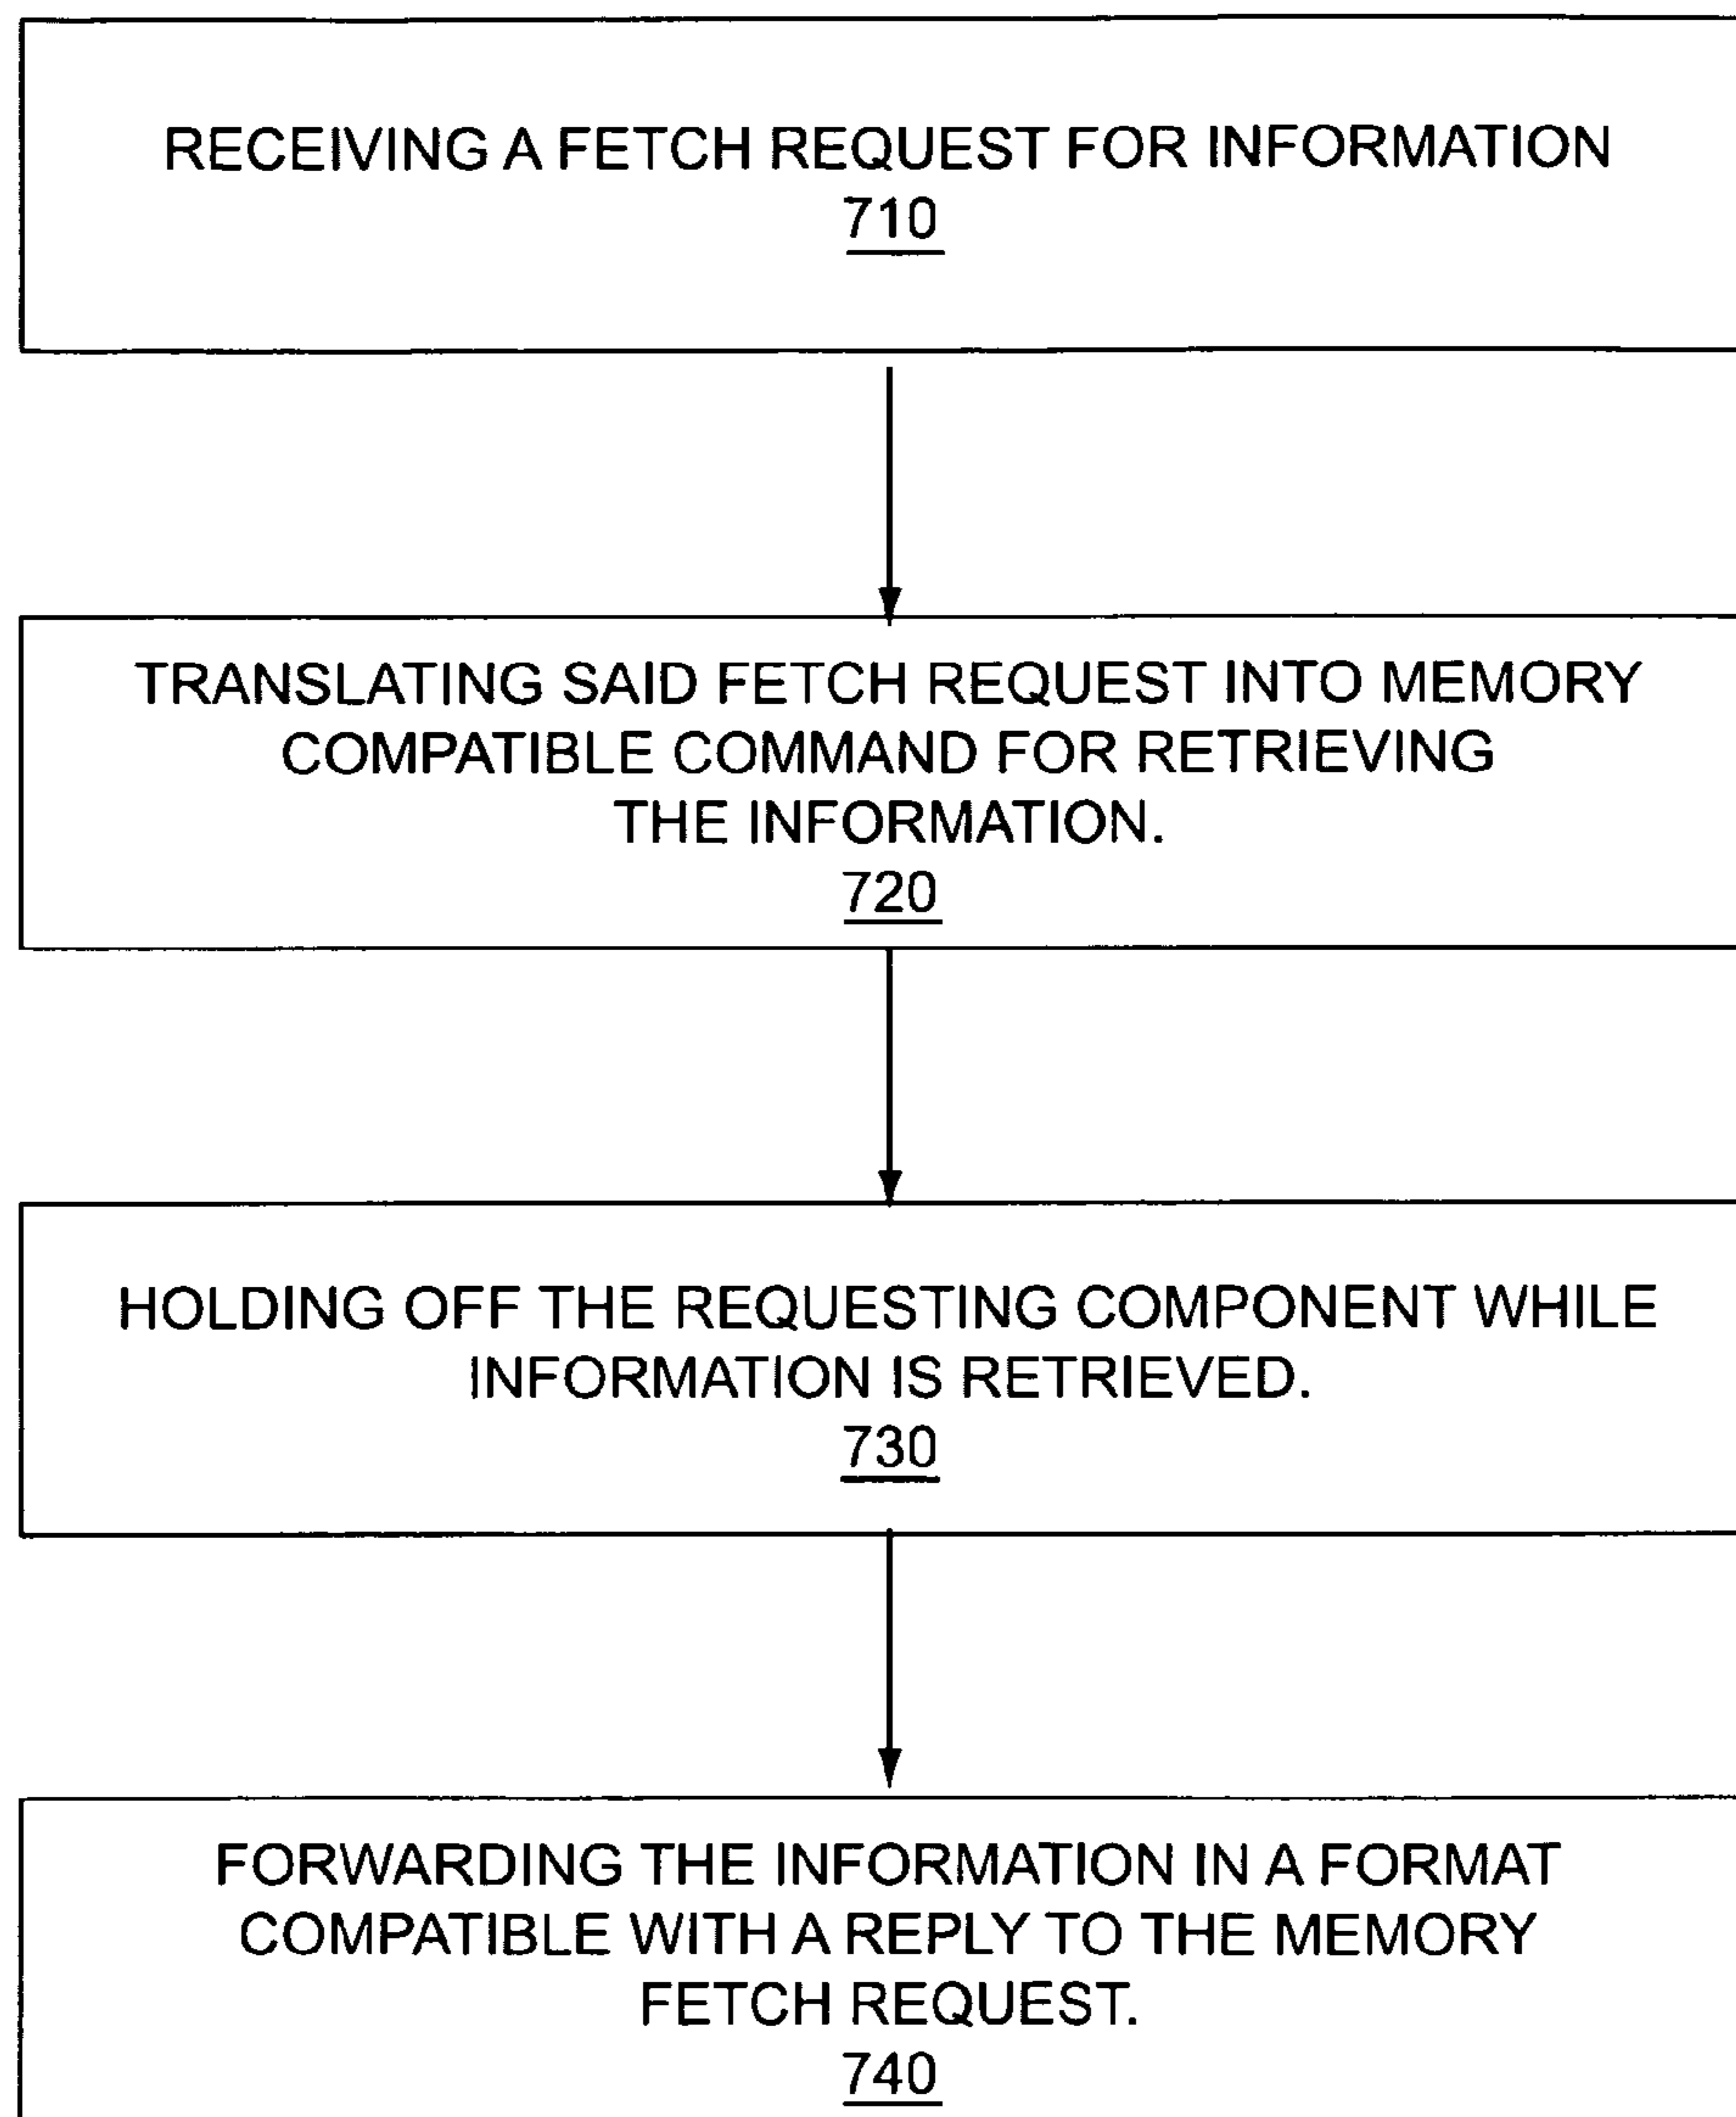 RECEIVING A FETCH REQUEST FOR INFORMATION
710
TRANSLATING SAID FETCH REQUEST INTO MEMORY
COMPATIBLE COMMAND FOR RETRIEVING
THE INFORMATION.
720
HOLDING OFF THE REQUESTING COMPONENT WHILE
INFORMATION IS RETRIEVED.
730
FORWARDING THE INFORMATION IN A FORMAT
COMPATIBLE WITH A REPLY TO THE MEMORY
FETCH REQUEST.
740